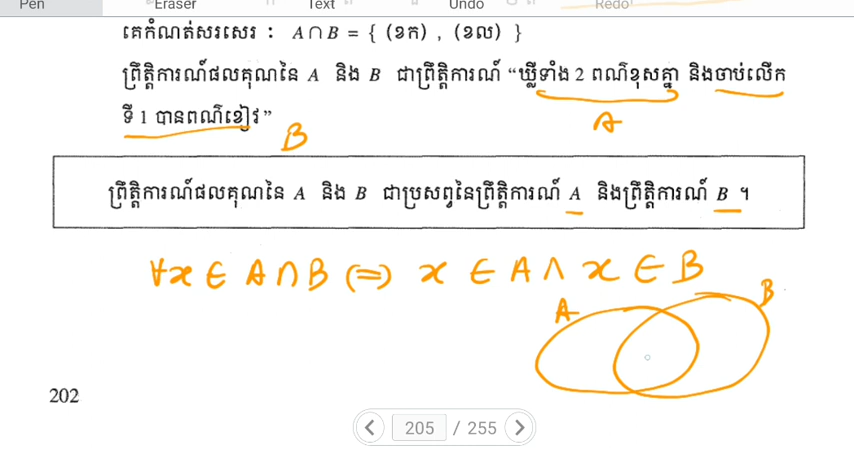 Pen Eraser Text Undo Redo
គេកំណត់សរសេរ : A∩B = { (ខក) , (ខល) }
ព្រឹត្តិការណ៍ផលគុណនៃ A និង B ជាព្រឹត្តិការណ៍ “ឃ្លីទាំង 2 ពណ៌ខុសគ្នា និងចាប់លើក
ទី 1 បានពណ៌ខៀវ”
A
B
ព្រឹត្តិការណ៍ផលគុណនៃ A និង B ជាប្រសព្វនៃព្រឹត្តិការណ៍ A និងព្រឹត្តិការណ៍ B ។
∀x ∈ A∩B (=) x ∈ A ∧ x ∈ B
A B
202
205 / 255